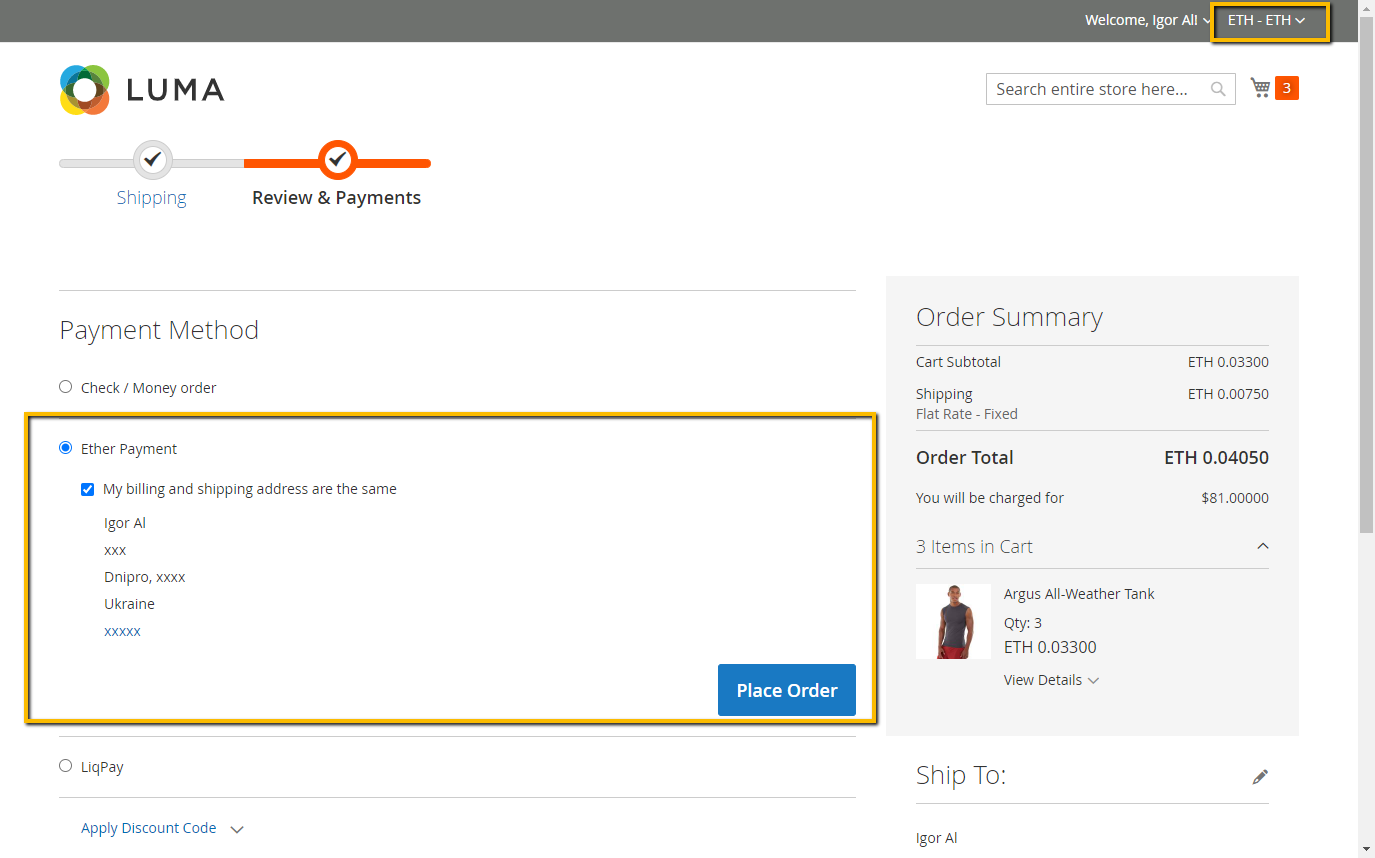 Welcome, Igor Al!
ETH - ETH
LUMA
Search entire store here...
3
Shipping
Review & Payments
Payment Method
Check / Money order
Ether Payment
My billing and shipping address are the same
Igor Al
xxx
Dnipro, xxxx
Ukraine
xxxxx
Place Order
LiqPay
Apply Discount Code
Order Summary
Cart Subtotal ETH 0.03300
Shipping ETH 0.00750
Flat Rate - Fixed
Order Total ETH 0.04050
You will be charged for $81.00000
3 Items in Cart
Argus All-Weather Tank
Qty: 3
ETH 0.03300
View Details
Ship To:
Igor Al